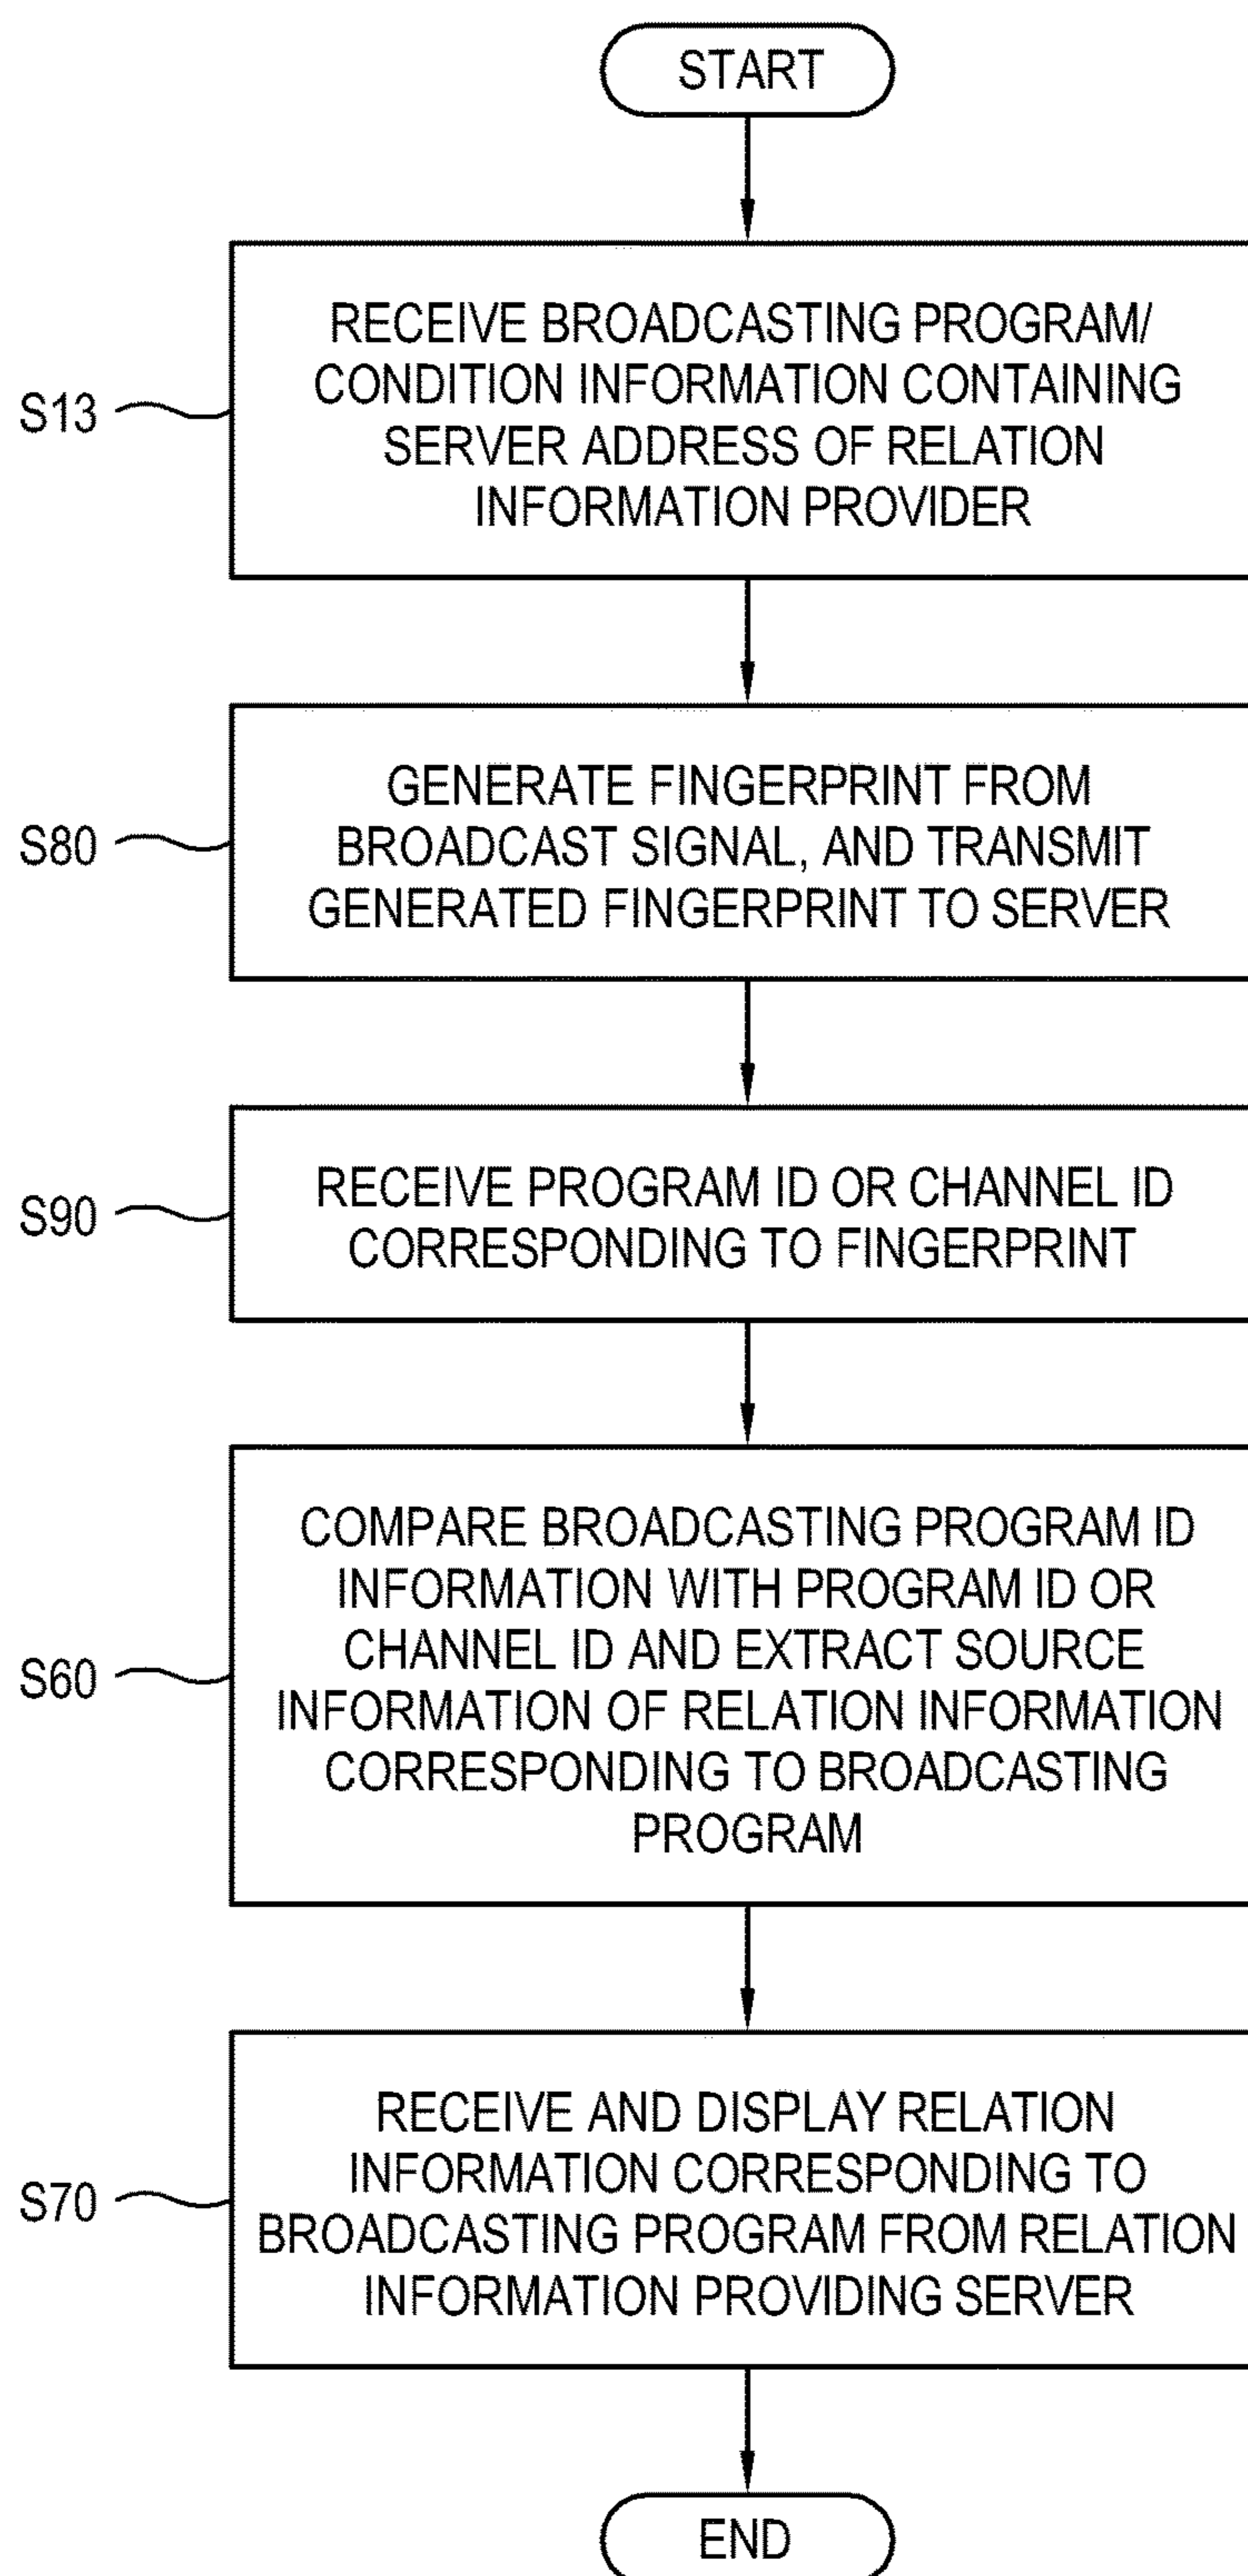 START
S13
RECEIVE BROADCASTING PROGRAM/
CONDITION INFORMATION CONTAINING
SERVER ADDRESS OF RELATION
INFORMATION PROVIDER
S80
GENERATE FINGERPRINT FROM
BROADCAST SIGNAL, AND TRANSMIT
GENERATED FINGERPRINT TO SERVER
S90
RECEIVE PROGRAM ID OR CHANNEL ID
CORRESPONDING TO FINGERPRINT
S60
COMPARE BROADCASTING PROGRAM ID
INFORMATION WITH PROGRAM ID OR
CHANNEL ID AND EXTRACT SOURCE
INFORMATION OF RELATION INFORMATION
CORRESPONDING TO BROADCASTING
PROGRAM
S70
RECEIVE AND DISPLAY RELATION
INFORMATION CORRESPONDING TO
BROADCASTING PROGRAM FROM RELATION
INFORMATION PROVIDING SERVER
END